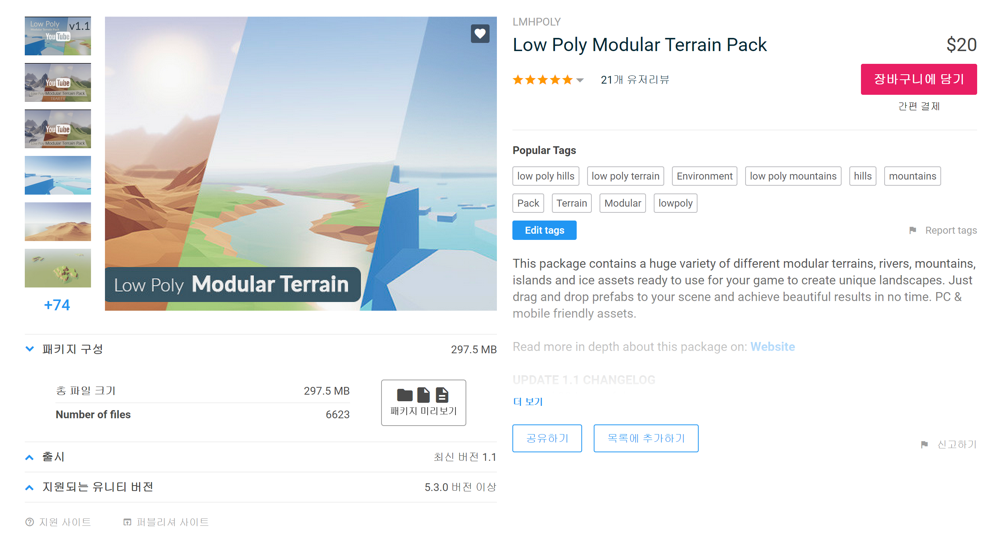 Low Poly
Modular Terrain Pack
v1.1
YouTube
YouTube
Low Poly Modular Terrain Pack
TRAILER
YouTube
Low Poly Modular Terrain Pack
+74
Low Poly Modular Terrain
패키지 구성 297.5 MB
총 파일 크기 297.5 MB
Number of files 6623
패키지 미리보기
출시 최신 버전 1.1
지원되는 유니티 버전 5.3.0 버전 이상
지원 사이트 퍼블리셔 사이트
LMHPOLY
Low Poly Modular Terrain Pack $20
21개 유저리뷰
장바구니에 담기
간편 결제
Popular Tags
low poly hills low poly terrain Environment low poly mountains hills mountains
Pack Terrain Modular lowpoly
Edit tags Report tags
This package contains a huge variety of different modular terrains, rivers, mountains,
islands and ice assets ready to use for your game to create unique landscapes. Just
drag and drop prefabs to your scene and achieve beautiful results in no time. PC &
mobile friendly assets.
Read more in depth about this package on: Website
UPDATE 1.1 CHANGELOG
더 보기
공유하기 목록에 추가하기
신고하기